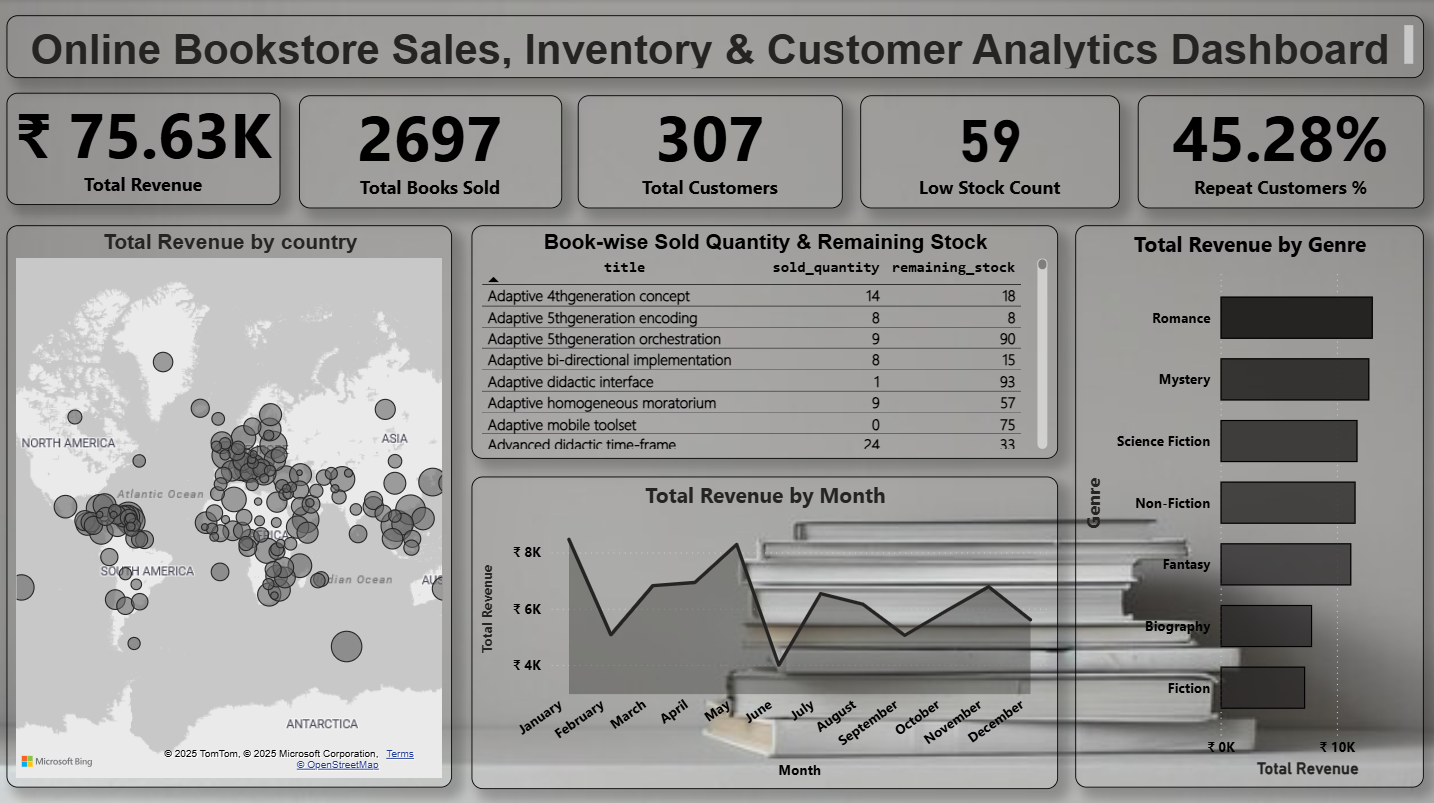 Online Bookstore Sales, Inventory & Customer Analytics Dashboard
₹ 75.63K
Total Revenue
2697
Total Books Sold
307
Total Customers
59
Low Stock Count
45.28%
Repeat Customers %
Total Revenue by country
NORTH AMERICA
ASIA
Atlantic Ocean
SOUTH AMERICA
ANTARCTICA
Microsoft Bing
© 2025 TomTom, © 2025 Microsoft Corporation, Terms
© OpenStreetMap
Book-wise Sold Quantity & Remaining Stock
title sold_quantity remaining_stock
Adaptive 4thgeneration concept 14 18
Adaptive 5thgeneration encoding 8 8
Adaptive 5thgeneration orchestration 9 90
Adaptive bi-directional implementation 8 15
Adaptive didactic interface 1 93
Adaptive homogeneous moratorium 9 57
Adaptive mobile toolset 0 75
Advanced didactic time-frame 24 33
Total Revenue by Month
Total Revenue
₹ 8K
₹ 6K
₹ 4K
January
February
March
April
May
June
July
August
September
October
November
December
Month
Total Revenue by Genre
Genre
Romance
Mystery
Science Fiction
Non-Fiction
Fantasy
Biography
Fiction
₹ 0K
₹ 10K
Total Revenue